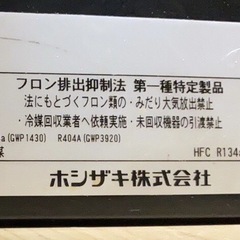 フロン排出抑制法 第一種特定製品
法にもとづくフロン類の・みだり大気放出禁止
・冷媒回収業者へ依頼実施・未回収機器の引渡禁止
a(GWP1430) R404A(GWP3920)
媒 HFC R134a
ホシザキ株式会社